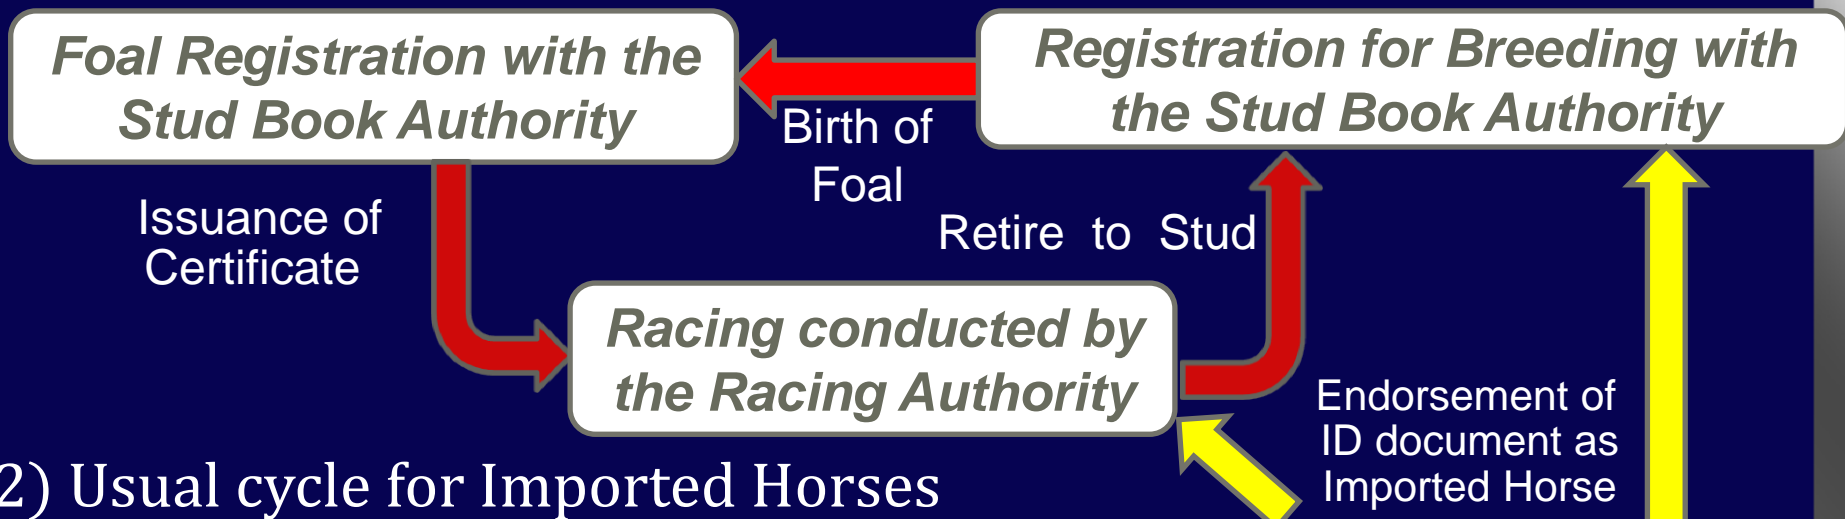 Foal Registration with the
Stud Book Authority
Registration for Breeding with
the Stud Book Authority
Birth of
Foal
Issuance of
Certificate
Retire to Stud
Racing conducted by
the Racing Authority
Endorsement of
ID document as
Imported Horse
2) Usual cycle for Imported Horses